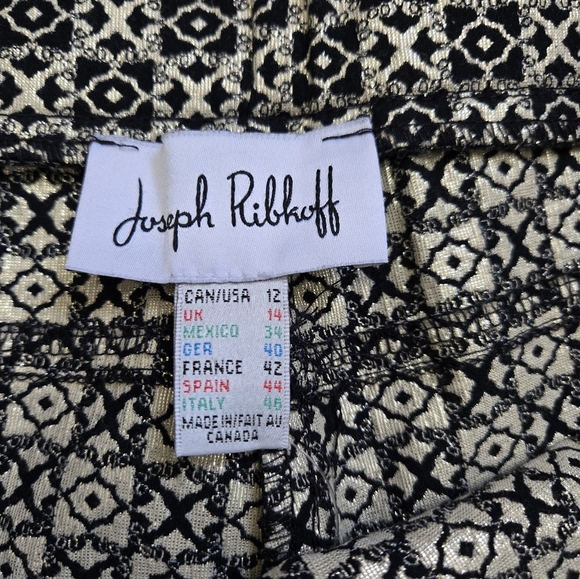 Joseph Ribkoff
CAN/USA 12
UK 14
MEXICO 34
GER 40
FRANCE 42
SPAIN 44
ITALY 46
MADE IN/FAIT AU
CANADA